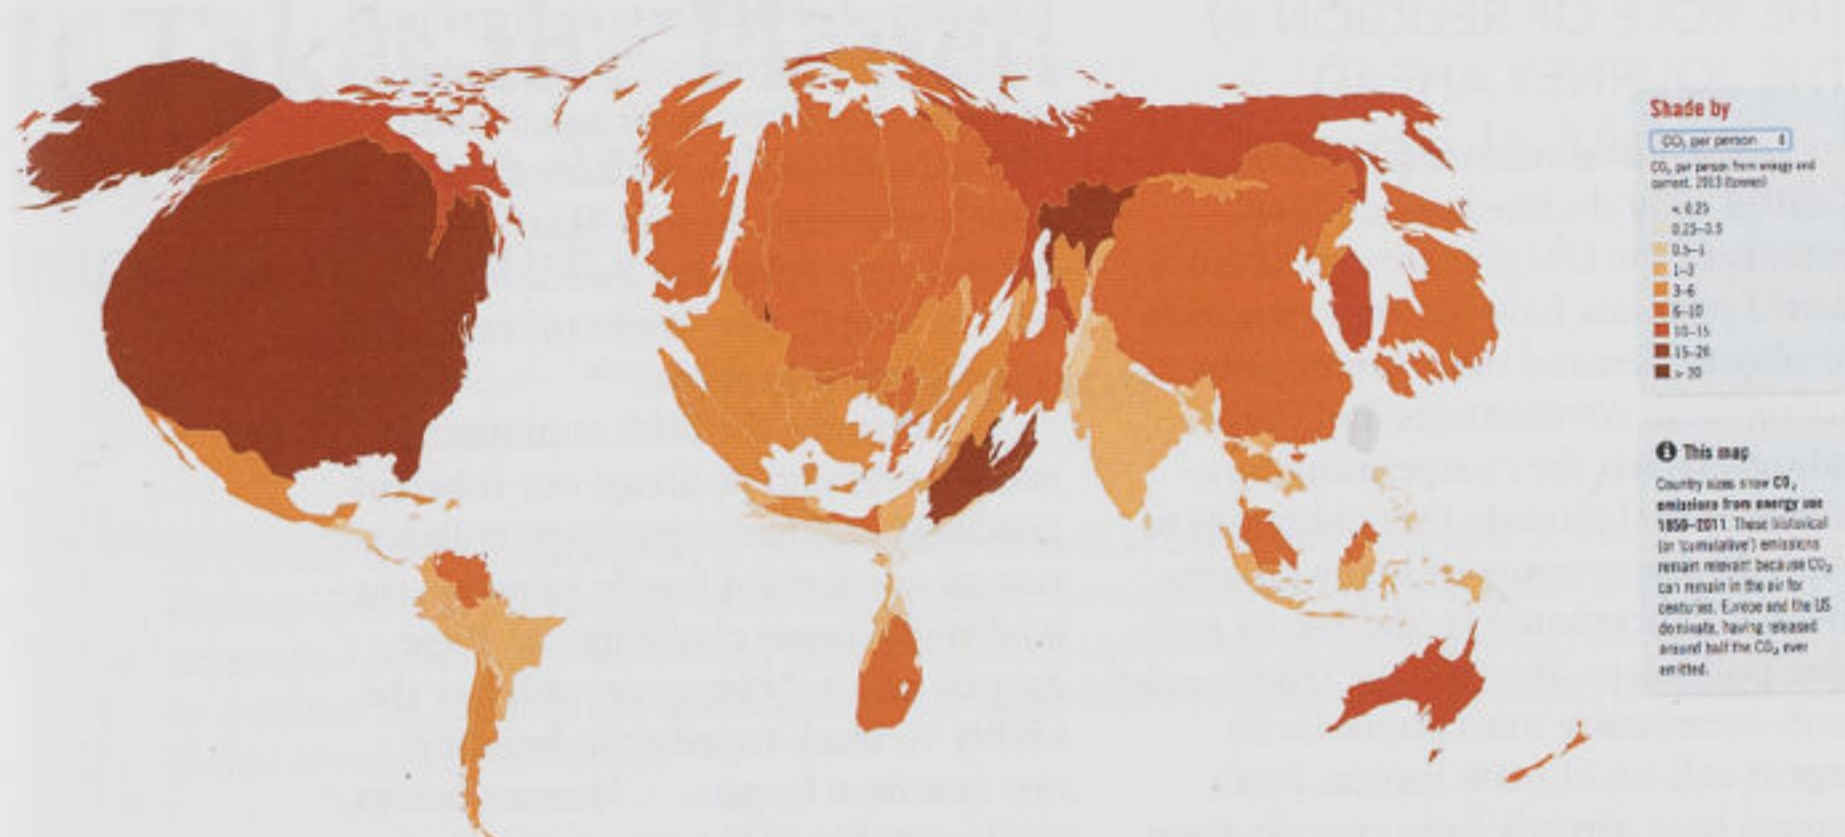 Shade by
CO₂ per person
CO₂ per person from energy and
cement, 2013 (tonnes)
< 0.25
0.25–0.5
0.5–1
1–3
3–6
6–10
10–15
15–20
> 20
This map
Country sizes show CO₂
emissions from energy use
1850–2011. These historical
(or 'cumulative') emissions
remain relevant because CO₂
can remain in the air for
centuries. Europe and the US
dominate, having released
around half the CO₂ ever
emitted.